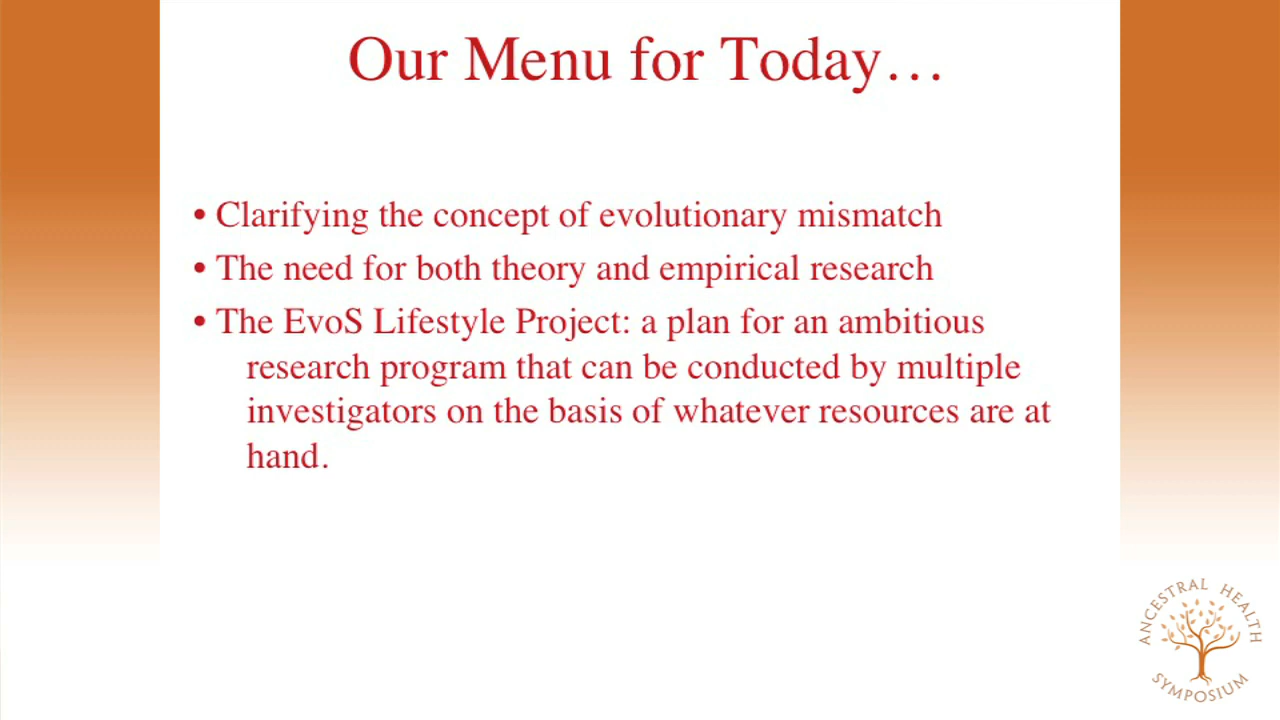 Our Menu for Today…
• Clarifying the concept of evolutionary mismatch
• The need for both theory and empirical research
• The EvoS Lifestyle Project: a plan for an ambitious
research program that can be conducted by multiple
investigators on the basis of whatever resources are at
hand.
ANCESTRAL HEALTH
SYMPOSIUM